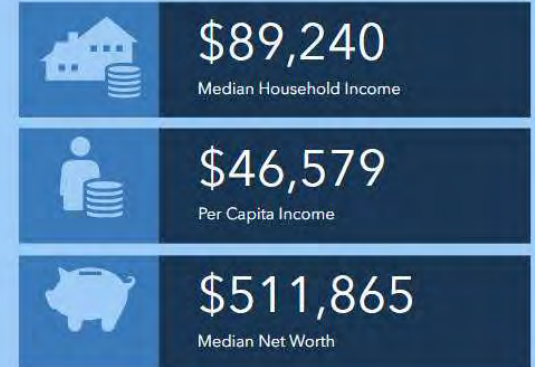 $89,240
Median Household Income
$46,579
Per Capita Income
$511,865
Median Net Worth